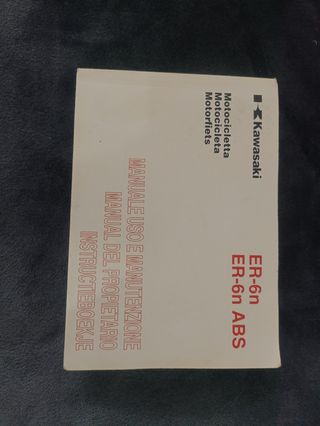 Kawasaki
Motocicletta
Motocicleta
Motorfiets
ER-6n
ER-6n ABS
MANUALE USO E MANUTENZIONE
MANUAL DEL PROPIETARIO
INSTRUCTIEBOEKJE